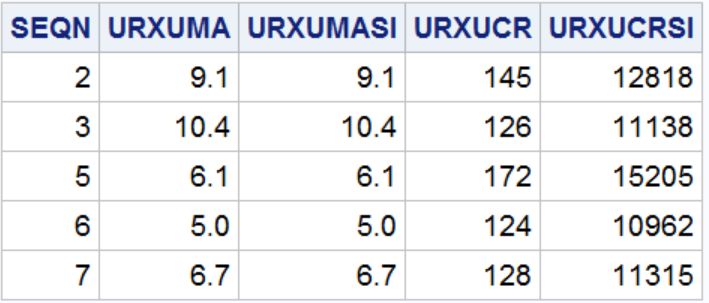 SEQN URXUMA URXUMASI URXUCR URXUCRSI
2 9.1 9.1 145 12818
3 10.4 10.4 126 11138
5 6.1 6.1 172 15205
6 5.0 5.0 124 10962
7 6.7 6.7 128 11315